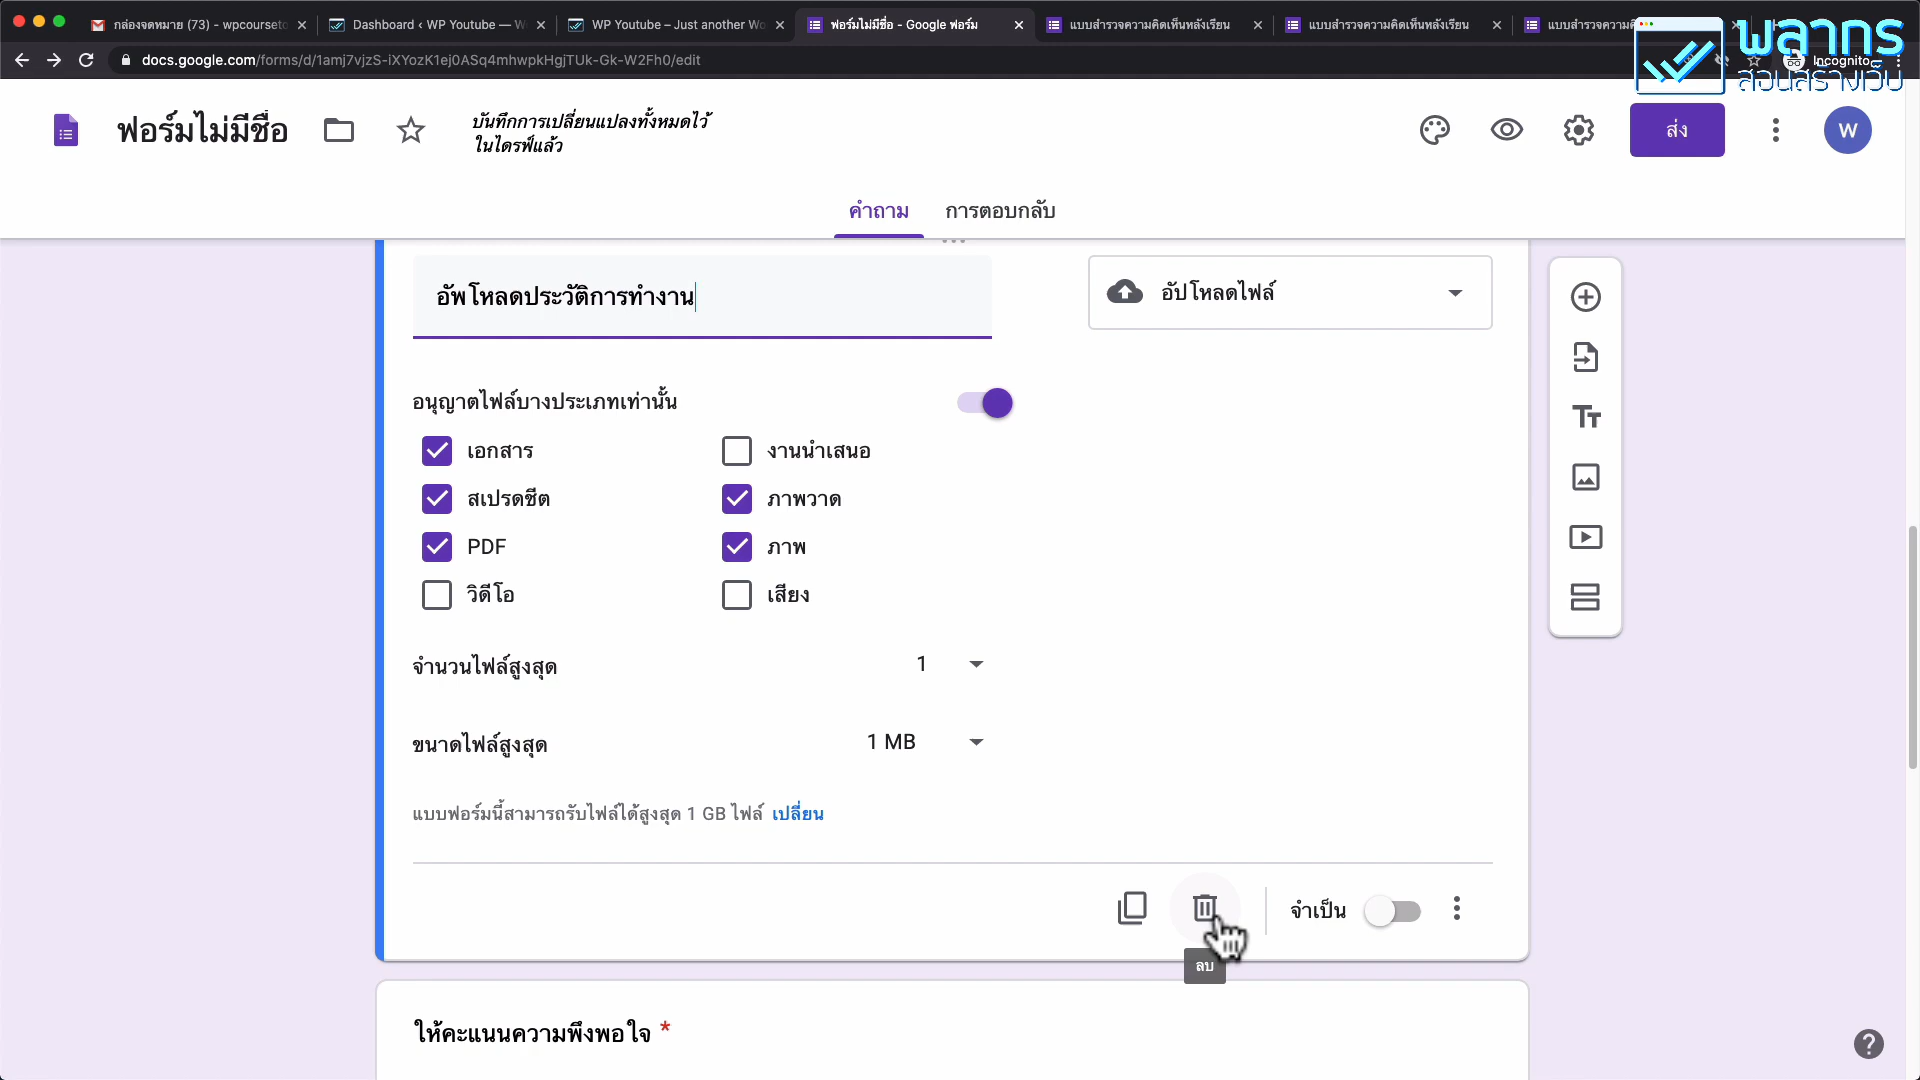 กล่องจดหมาย (73) - wpcourseto
Dashboard ‹ WP Youtube — W
WP Youtube – Just another Wo
ฟอร์มไม่มีชื่อ - Google ฟอร์ม
แบบสำรวจความคิดเห็นหลังเรียน
แบบสำรวจความคิดเห็นหลังเรียน
แบบสำรวจความคิ
พลากร
สอนสร้างเว็บ
docs.google.com/forms/d/1amj7vjzS-iXYozK1ej0ASq4mhwpkHgjTUk-Gk-W2Fh0/edit
Incognito
ฟอร์มไม่มีชื่อ
บันทึกการเปลี่ยนแปลงทั้งหมดไว้
ในไดรฟ์แล้ว
ส่ง
W
คำถาม
การตอบกลับ
อัพโหลดประวัติการทำงาน
อัปโหลดไฟล์
อนุญาตไฟล์บางประเภทเท่านั้น
เอกสาร
งานนำเสนอ
สเปรดชีต
ภาพวาด
PDF
ภาพ
วิดีโอ
เสียง
จำนวนไฟล์สูงสุด
1
ขนาดไฟล์สูงสุด
1 MB
แบบฟอร์มนี้สามารถรับไฟล์ได้สูงสุด 1 GB ไฟล์ เปลี่ยน
จำเป็น
ลบ
ให้คะแนนความพึงพอใจ *